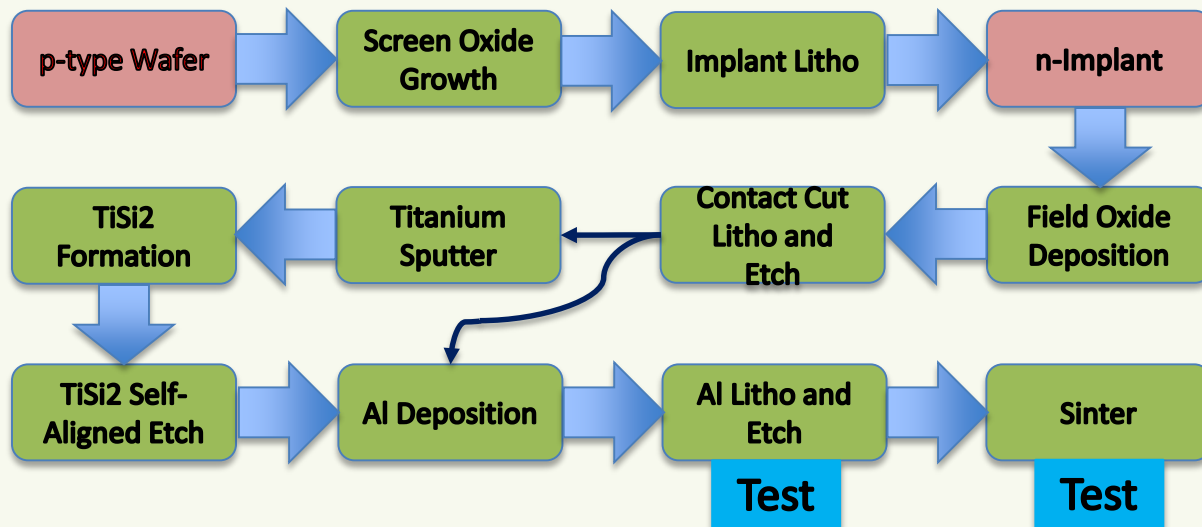 p-type Wafer
Screen Oxide
Growth
Implant Litho
n-Implant
TiSi2
Formation
Titanium
Sputter
Contact Cut
Litho and
Etch
Field Oxide
Deposition
TiSi2 Self-
Aligned Etch
Al Deposition
Al Litho and
Etch
Sinter
Test
Test